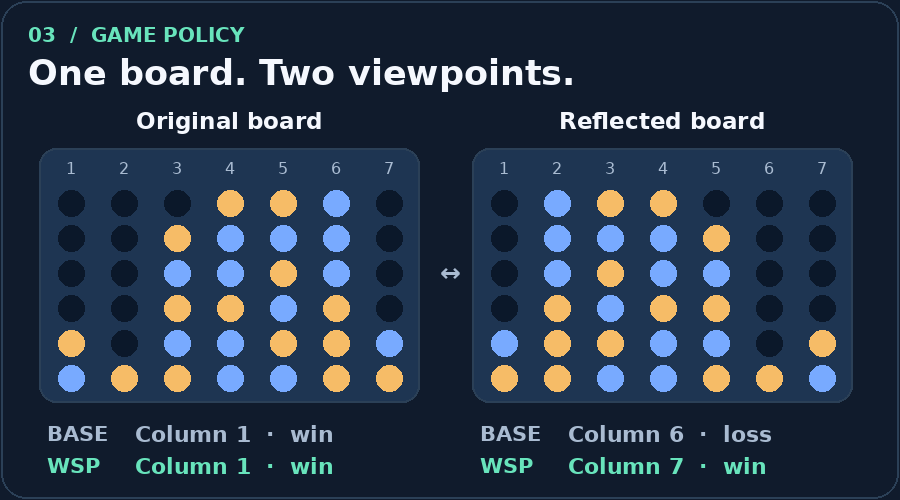 03 / GAME POLICY
One board. Two viewpoints.
Original board
1 2 3 4 5 6 7
↔
Reflected board
1 2 3 4 5 6 7
BASE Column 1 · win
WSP Column 1 · win
BASE Column 6 · loss
WSP Column 7 · win